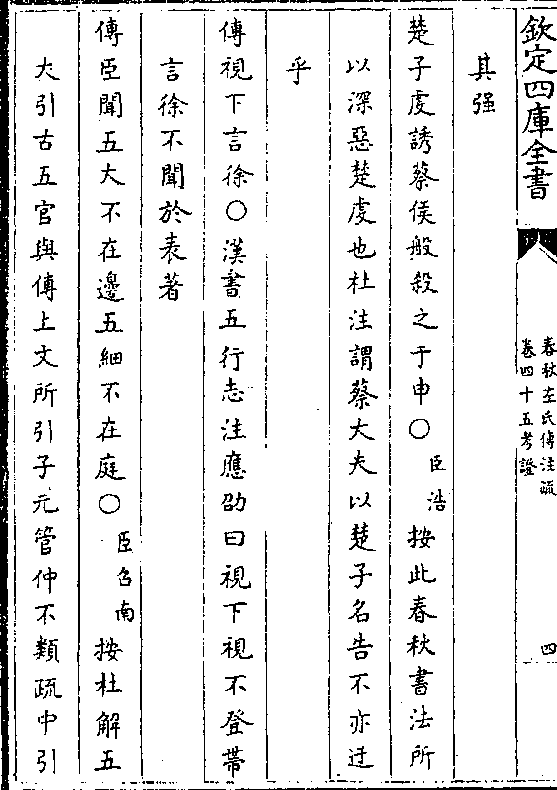 欽定四庫全書
春秋左氏傳注疏
卷四十五考證
四
其强
楚子虔誘蔡侯般殺之于申○臣浩按此春秋書法所
以深惡楚虔也杜注謂蔡大夫以楚子名告不亦迂
乎
傳視下言徐○漢書五行志注應劭曰視下視不登帶
言徐不聞於表著
傳臣聞五大不在邊五細不在庭○臣召南按杜解五
大引古五官與傳上文所引子元管仲不類疏中引